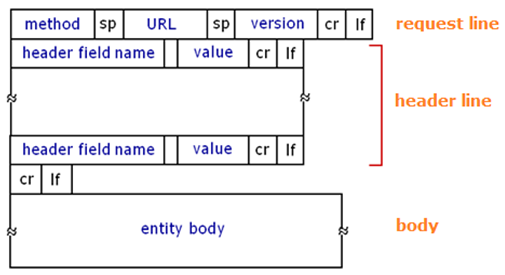 method sp URL sp version cr lf request line
header field name value cr lf
header line
header field name value cr lf
cr lf
entity body body